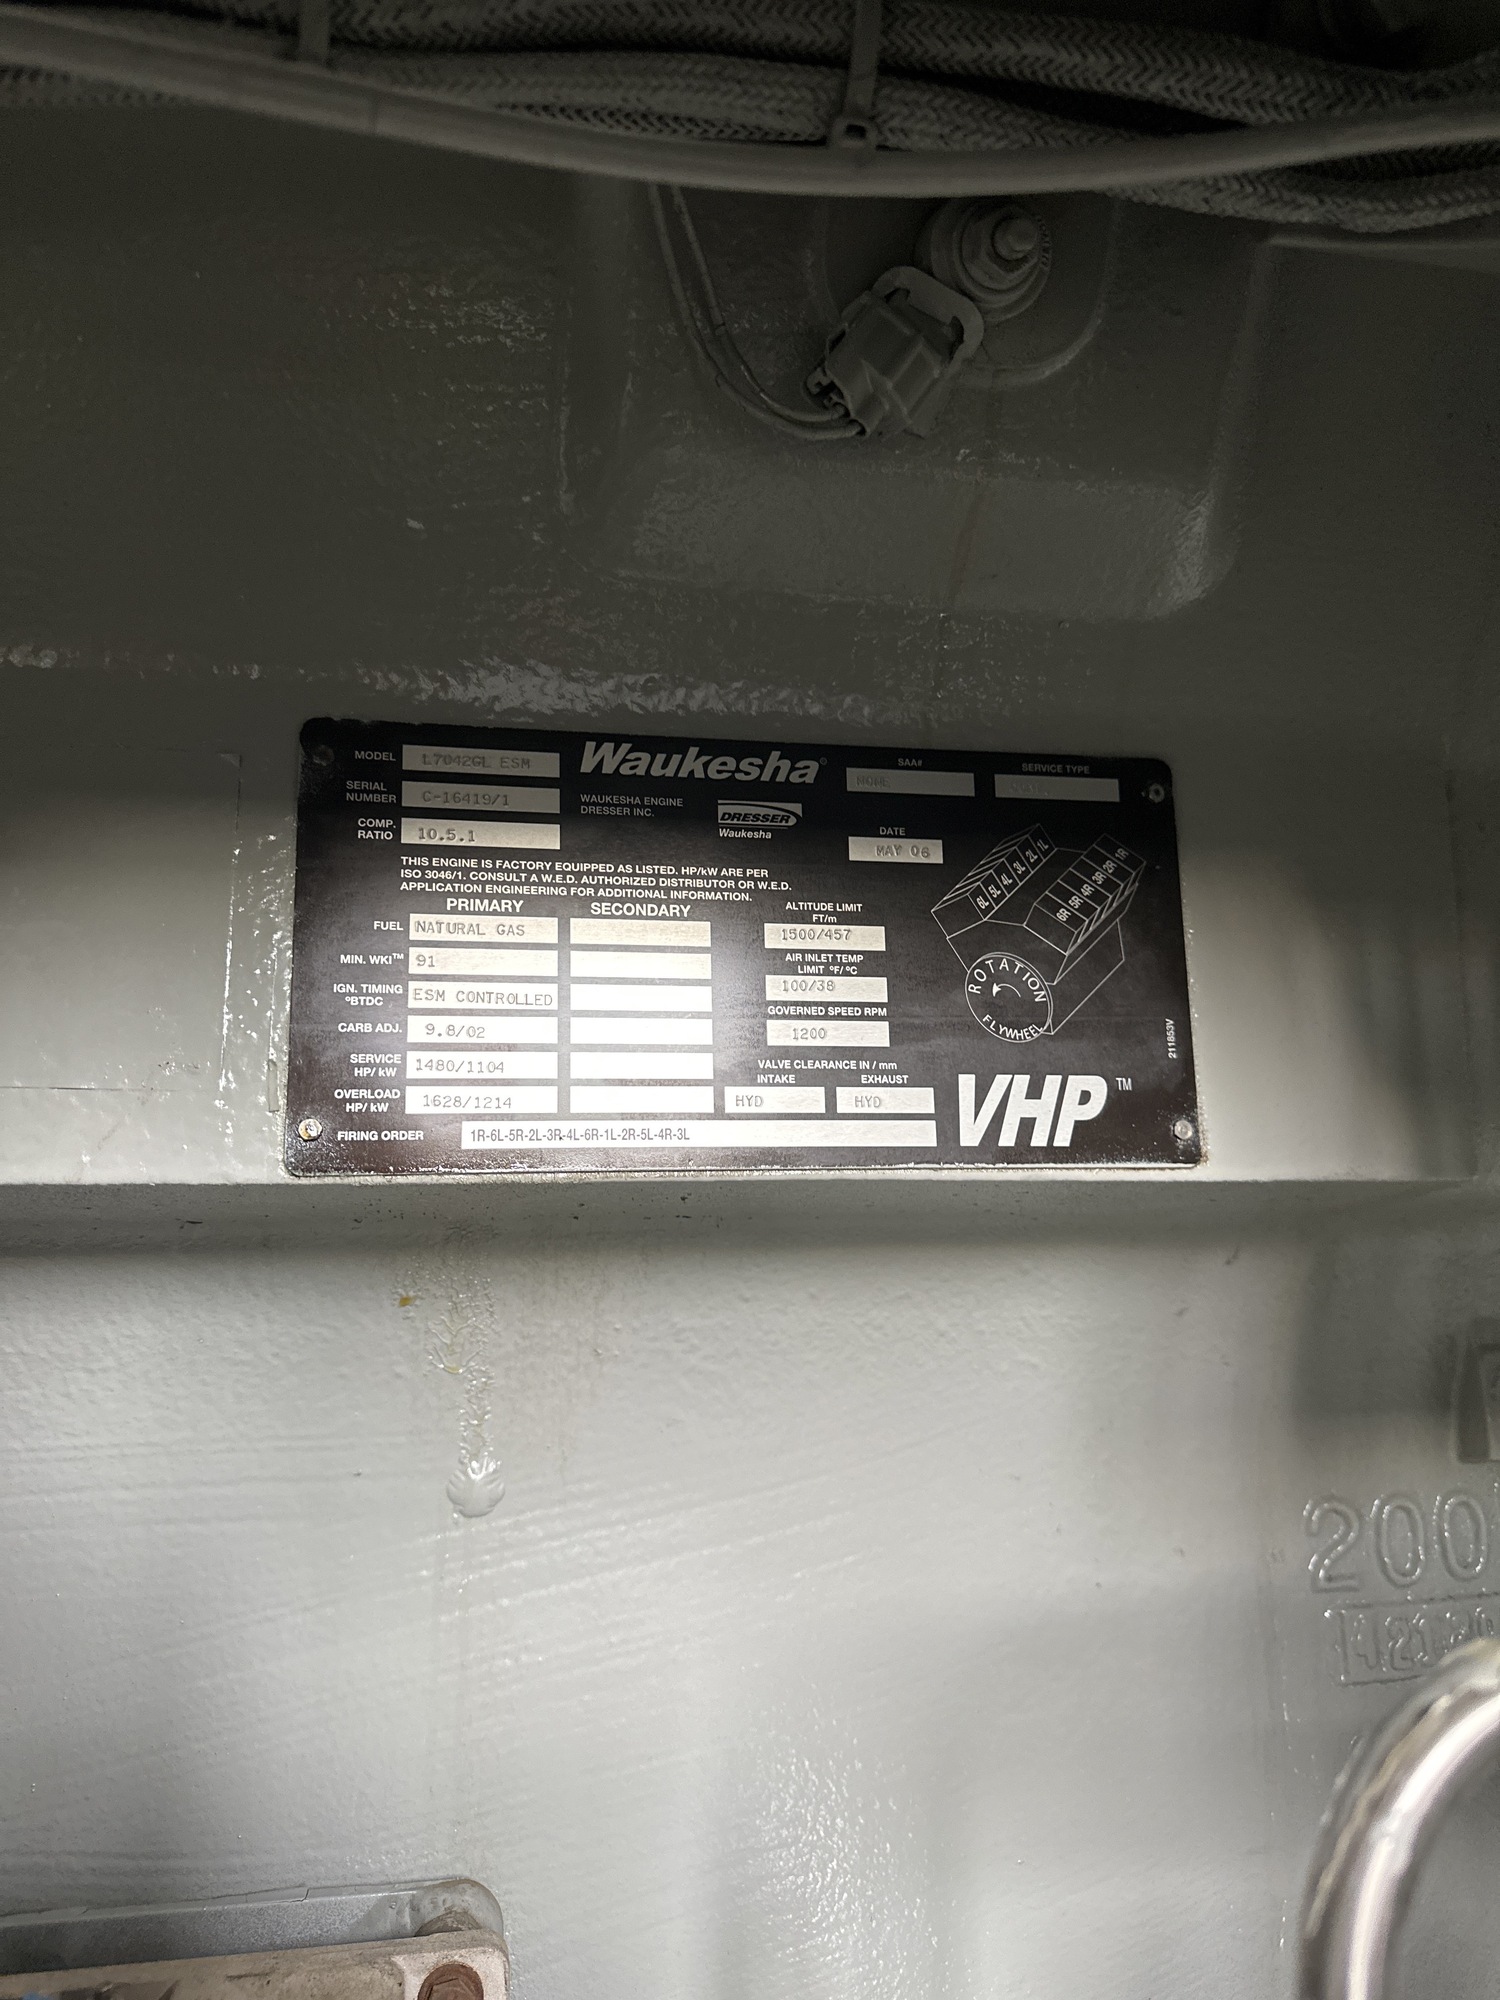 MODEL L7042GL ESM
SERIAL NUMBER C-16419/1
COMP. RATIO 10.5.1
Waukesha®
WAUKESHA ENGINE
DRESSER INC.
DRESSER
Waukesha
SAA# NONE
SERVICE TYPE
DATE
MAY 06
THIS ENGINE IS FACTORY EQUIPPED AS LISTED. HP/kW ARE PER
ISO 3046/1. CONSULT A W.E.D. AUTHORIZED DISTRIBUTOR OR W.E.D.
APPLICATION ENGINEERING FOR ADDITIONAL INFORMATION.
PRIMARY SECONDARY
FUEL NATURAL GAS
MIN. WKI™ 91
IGN. TIMING °BTDC ESM CONTROLLED
CARB ADJ. 9.8/02
SERVICE HP/ kW 1480/1104
OVERLOAD HP/ kW 1628/1214
ALTITUDE LIMIT
FT/m
1500/457
AIR INLET TEMP
LIMIT °F/ °C
100/38
GOVERNED SPEED RPM
1200
VALVE CLEARANCE IN / mm
INTAKE EXHAUST
HYD HYD
FIRING ORDER 1R-6L-5R-2L-3R-4L-6R-1L-2R-5L-4R-3L
6L 5L 4L 3L 2L 1L
6R 5R 4R 3R 2R 1R
ROTATION
FLYWHEEL
211853V
VHP™
200